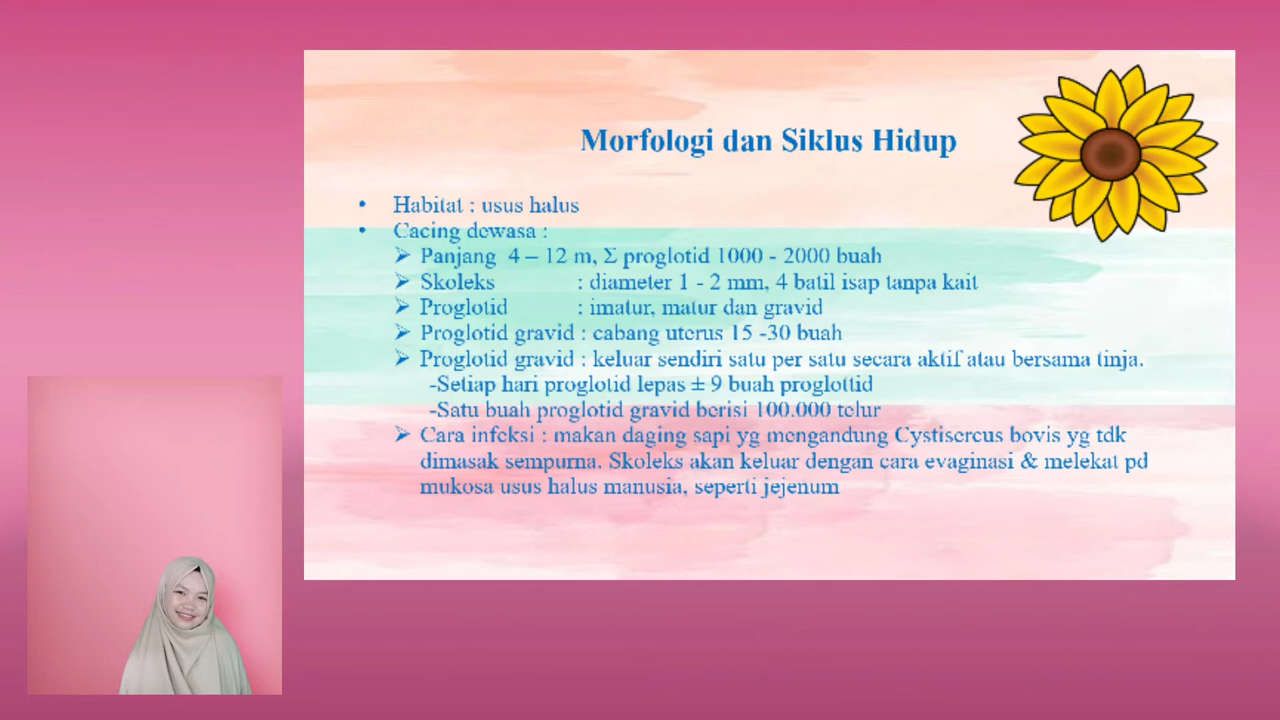 Morfologi dan Siklus Hidup
• Habitat : usus halus
• Cacing dewasa :
➢ Panjang 4 – 12 m, Σ proglotid 1000 - 2000 buah
➢ Skoleks : diameter 1 - 2 mm, 4 batil isap tanpa kait
➢ Proglotid : imatur, matur dan gravid
➢ Proglotid gravid : cabang uterus 15 -30 buah
➢ Proglotid gravid : keluar sendiri satu per satu secara aktif atau bersama tinja.
-Setiap hari proglotid lepas ± 9 buah proglottid
-Satu buah proglotid gravid berisi 100.000 telur
➢ Cara infeksi : makan daging sapi yg mengandung Cystisercus bovis yg tdk
dimasak sempurna. Skoleks akan keluar dengan cara evaginasi & melekat pd
mukosa usus halus manusia, seperti jejenum